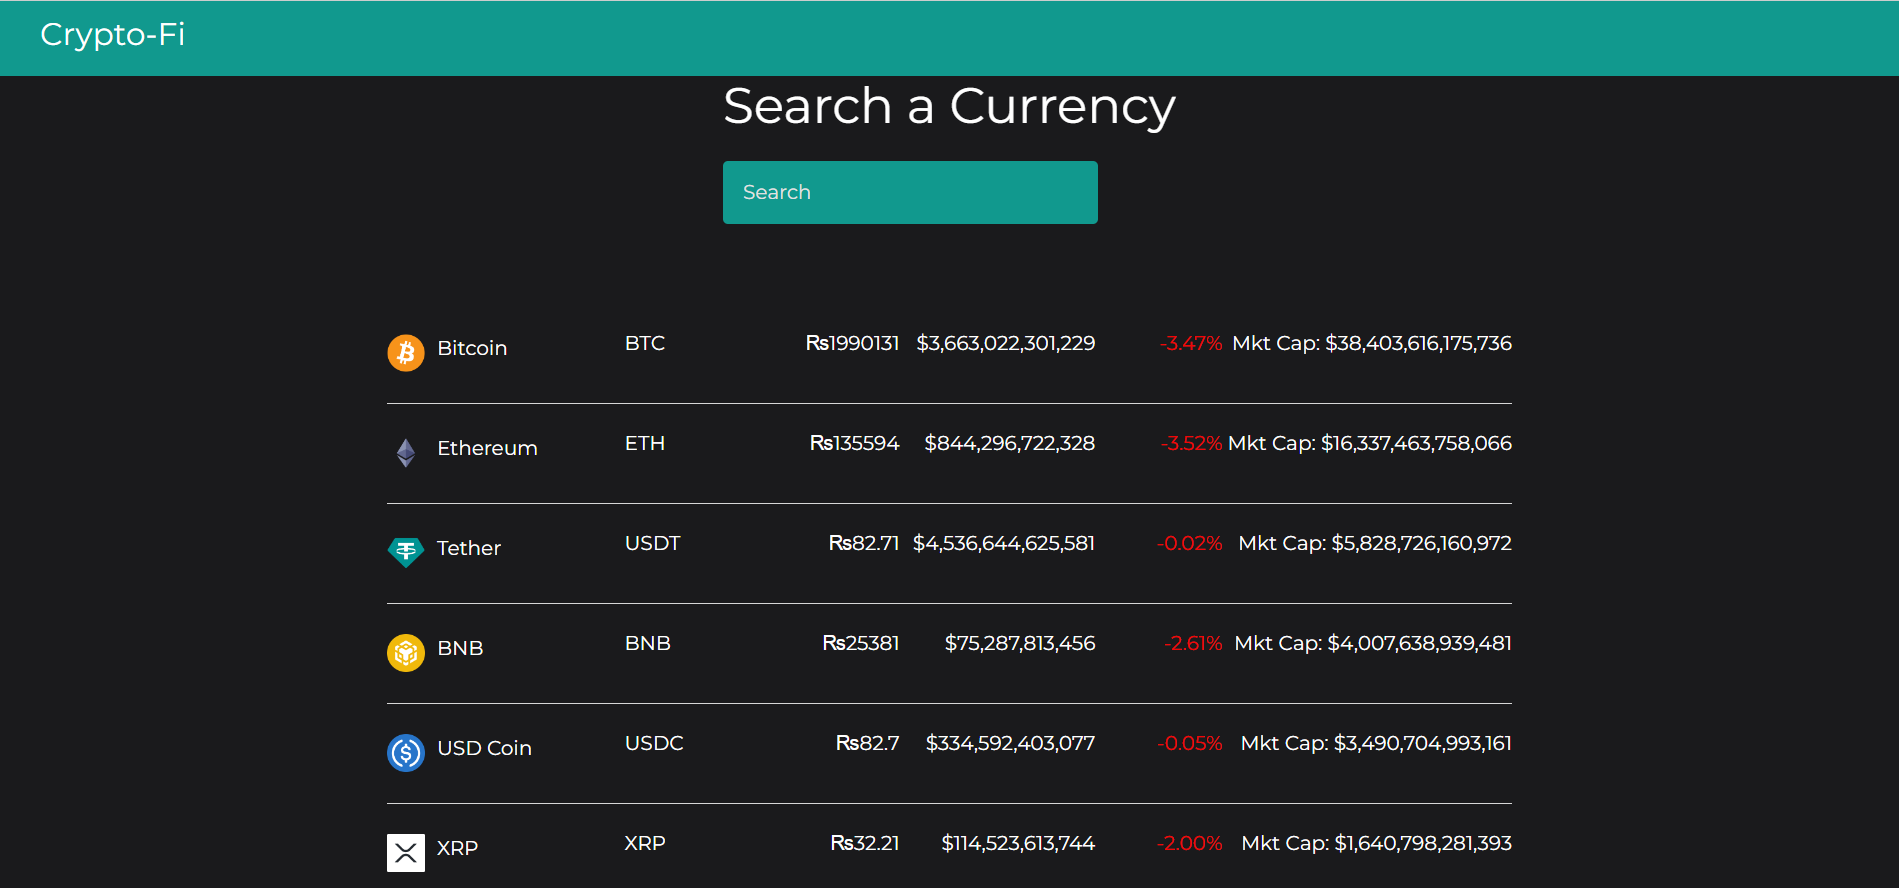 Crypto-Fi
Search a Currency
Search
Bitcoin BTC Rs1990131 $3,663,022,301,229 -3.47% Mkt Cap: $38,403,616,175,736
Ethereum ETH Rs135594 $844,296,722,328 -3.52% Mkt Cap: $16,337,463,758,066
Tether USDT Rs82.71 $4,536,644,625,581 -0.02% Mkt Cap: $5,828,726,160,972
BNB BNB Rs25381 $75,287,813,456 -2.61% Mkt Cap: $4,007,638,939,481
USD Coin USDC Rs82.7 $334,592,403,077 -0.05% Mkt Cap: $3,490,704,993,161
XRP XRP Rs32.21 $114,523,613,744 -2.00% Mkt Cap: $1,640,798,281,393